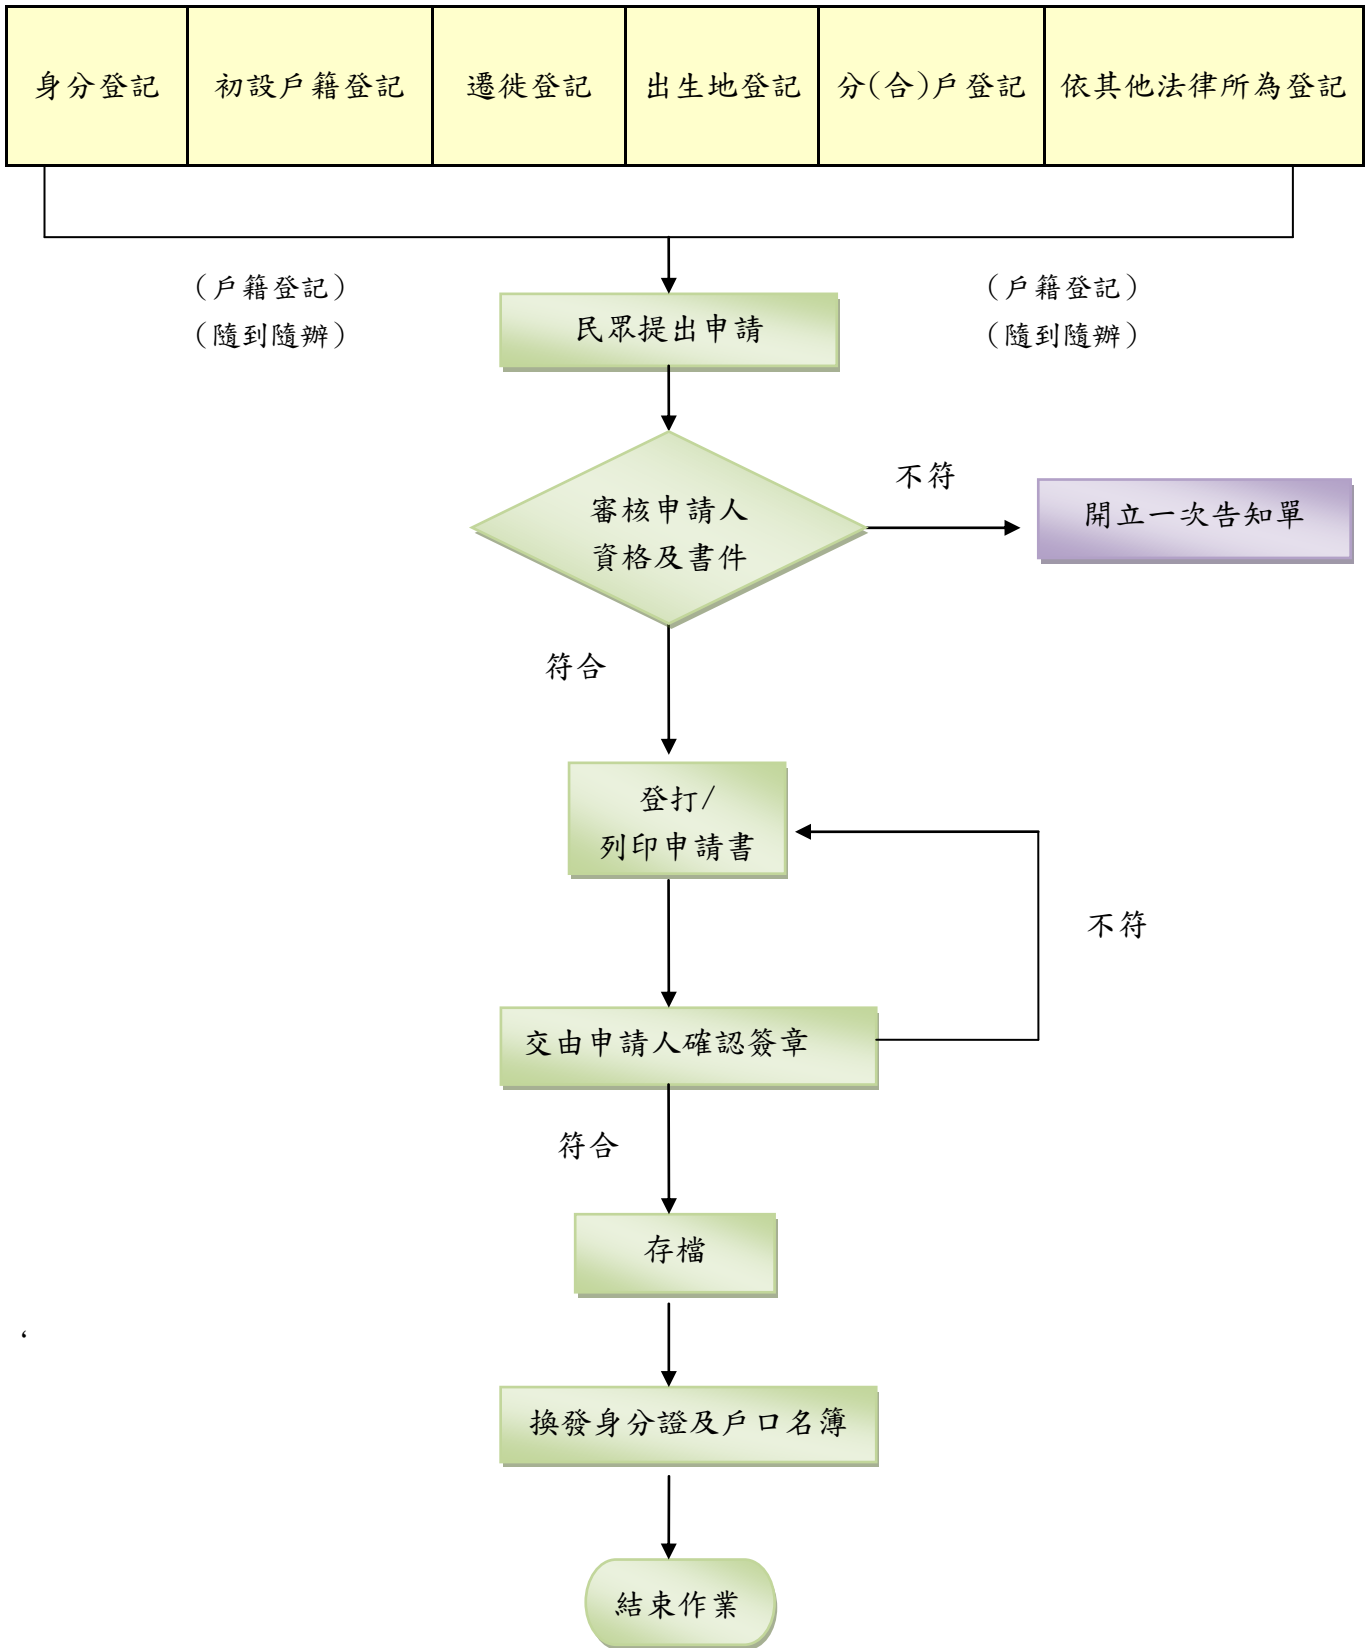 身分登記
初設戶籍登記
遷徙登記
出生地登記
分(合)戶登記
依其他法律所為登記
(戶籍登記)
(隨到隨辦)
民眾提出申請
(戶籍登記)
(隨到隨辦)
審核申請人
資格及書件
不符
開立一次告知單
符合
登打/
列印申請書
不符
交由申請人確認簽章
符合
存檔
‘
換發身分證及戶口名簿
結束作業